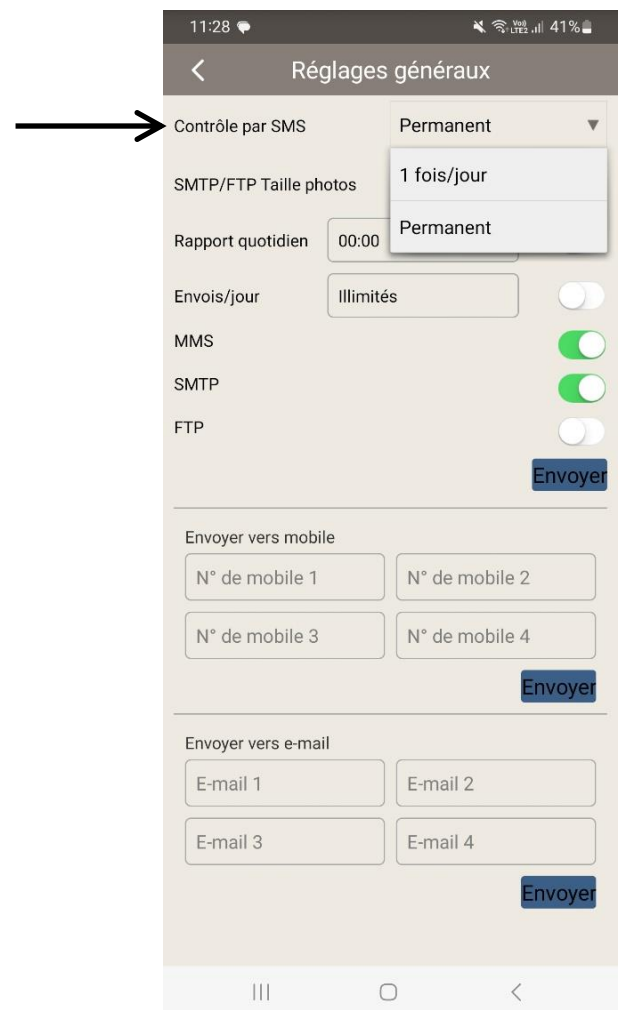 11:28 Vo)) LTE2 41%
Réglages généraux
Contrôle par SMS Permanent
1 fois/jour
SMTP/FTP Taille photos
Permanent
Rapport quotidien 00:00
Envois/jour Illimités
MMS
SMTP
FTP
Envoyer
Envoyer vers mobile
N° de mobile 1 N° de mobile 2
N° de mobile 3 N° de mobile 4
Envoyer
Envoyer vers e-mail
E-mail 1 E-mail 2
E-mail 3 E-mail 4
Envoyer